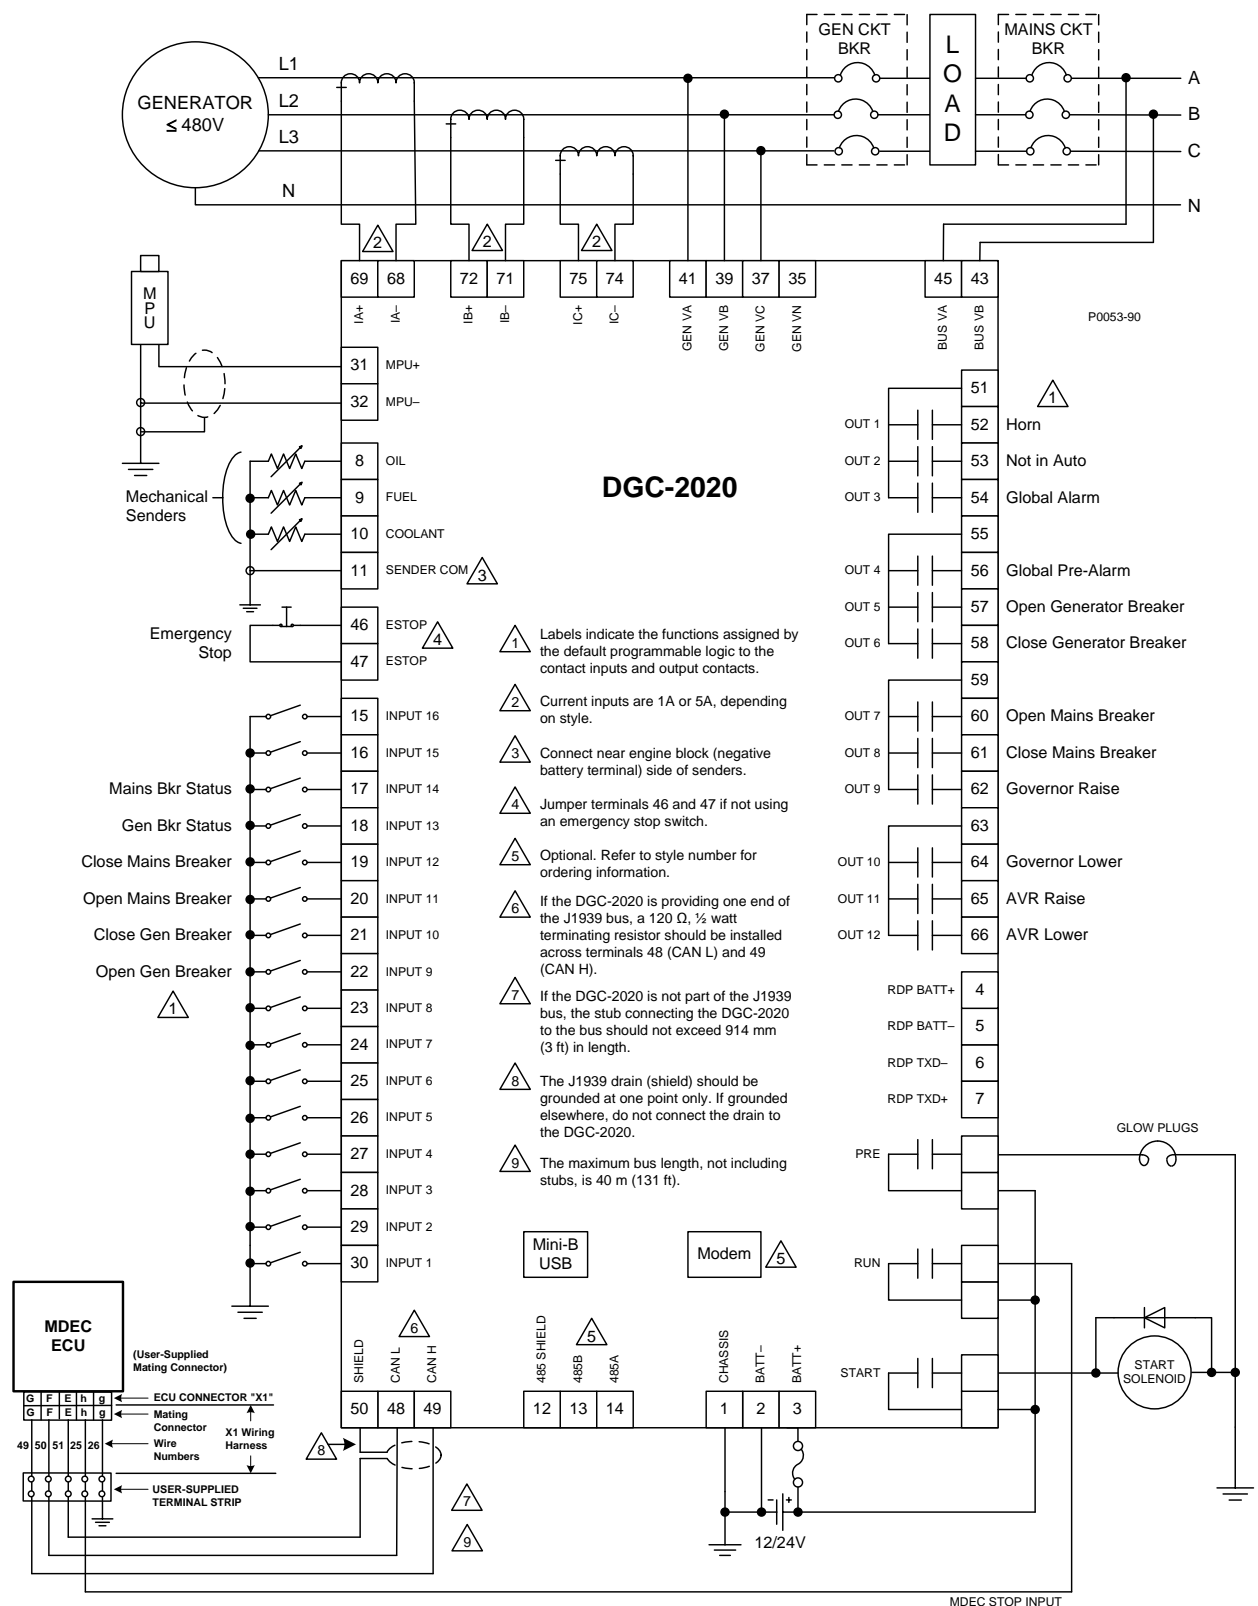 GEN CKT
BKR
L
O
A
D
MAINS CKT
BKR
GENERATOR
≤ 480V
L1
L2
L3
N
A
B
C
N
2
2
2
69
68
72
71
75
74
41
39
37
35
45
43
IA+
IA–
IB+
IB–
IC+
IC–
GEN VA
GEN VB
GEN VC
GEN VN
BUS VA
BUS VB
P0053-90
M
P
U
31 MPU+
32 MPU–
Mechanical
Senders
8 OIL
9 FUEL
10 COOLANT
11 SENDER COM 3
Emergency
Stop
46 ESTOP
47 ESTOP
4
DGC-2020
15 INPUT 16
16 INPUT 15
Mains Bkr Status 17 INPUT 14
Gen Bkr Status 18 INPUT 13
Close Mains Breaker 19 INPUT 12
Open Mains Breaker 20 INPUT 11
Close Gen Breaker 21 INPUT 10
Open Gen Breaker 22 INPUT 9
1
23 INPUT 8
24 INPUT 7
25 INPUT 6
26 INPUT 5
27 INPUT 4
28 INPUT 3
29 INPUT 2
30 INPUT 1
1 Labels indicate the functions assigned by
the default programmable logic to the
contact inputs and output contacts.
2 Current inputs are 1A or 5A, depending
on style.
3 Connect near engine block (negative
battery terminal) side of senders.
4 Jumper terminals 46 and 47 if not using
an emergency stop switch.
5 Optional. Refer to style number for
ordering information.
6 If the DGC-2020 is providing one end of
the J1939 bus, a 120 Ω, ½ watt
terminating resistor should be installed
across terminals 48 (CAN L) and 49
(CAN H).
7 If the DGC-2020 is not part of the J1939
bus, the stub connecting the DGC-2020
to the bus should not exceed 914 mm
(3 ft) in length.
8 The J1939 drain (shield) should be
grounded at one point only. If grounded
elsewhere, do not connect the drain to
the DGC-2020.
9 The maximum bus length, not including
stubs, is 40 m (131 ft).
51
1
OUT 1 52 Horn
OUT 2 53 Not in Auto
OUT 3 54 Global Alarm
55
OUT 4 56 Global Pre-Alarm
OUT 5 57 Open Generator Breaker
OUT 6 58 Close Generator Breaker
59
OUT 7 60 Open Mains Breaker
OUT 8 61 Close Mains Breaker
OUT 9 62 Governor Raise
63
OUT 10 64 Governor Lower
OUT 11 65 AVR Raise
OUT 12 66 AVR Lower
RDP BATT+ 4
RDP BATT– 5
RDP TXD– 6
RDP TXD+ 7
PRE
GLOW PLUGS
RUN
START
START
SOLENOID
Mini-B
USB
Modem
5
SHIELD
CAN L
CAN H
6
485 SHIELD
485B
485A
5
CHASSIS
BATT–
BATT+
50
48
49
12
13
14
1
2
3
MDEC
ECU
(User-Supplied
Mating Connector)
G F E h g
ECU CONNECTOR "X1"
G F E h g
Mating
Connector
X1 Wiring
Harness
49 50 51 25 26
Wire
Numbers
USER-SUPPLIED
TERMINAL STRIP
8
7
9
- +
12/24V
MDEC STOP INPUT